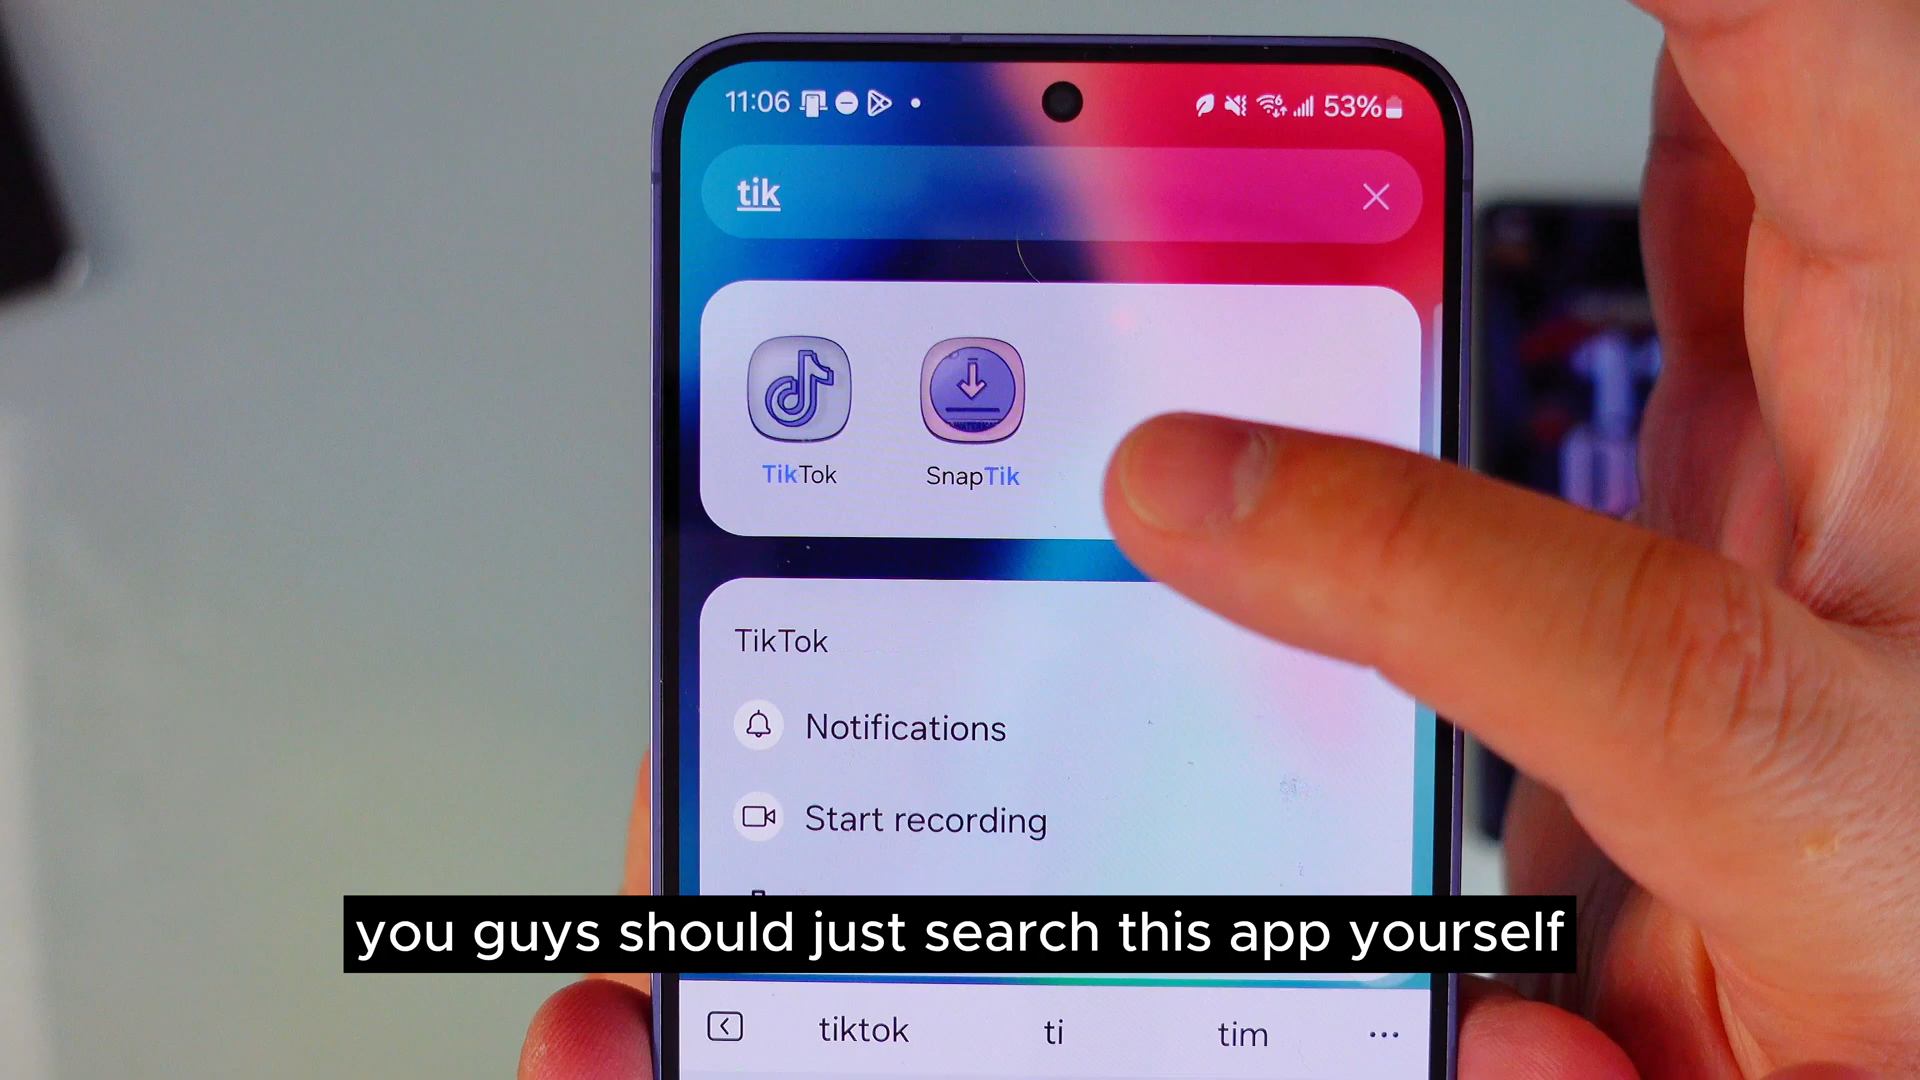 11:06
53%
tik
TikTok
SnapTik
TikTok
Notifications
Start recording
you guys should just search this app yourself
tiktok
ti
tim